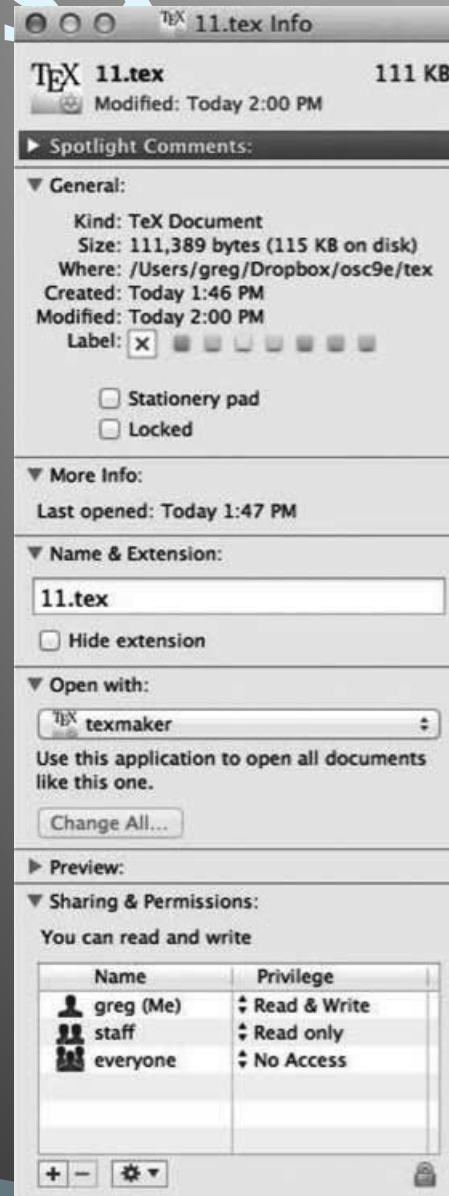 TEX 11.tex Info
TEX 11.tex 111 KB
Modified: Today 2:00 PM
▶ Spotlight Comments:
▼ General:
Kind: TeX Document
Size: 111,389 bytes (115 KB on disk)
Where: /Users/greg/Dropbox/osc9e/tex
Created: Today 1:46 PM
Modified: Today 2:00 PM
Label:
Stationery pad
Locked
▼ More Info:
Last opened: Today 1:47 PM
▼ Name & Extension:
11.tex
Hide extension
▼ Open with:
TEX texmaker
Use this application to open all documents
like this one.
Change All...
▶ Preview:
▼ Sharing & Permissions:
You can read and write
Name Privilege
greg (Me) Read & Write
staff Read only
everyone No Access